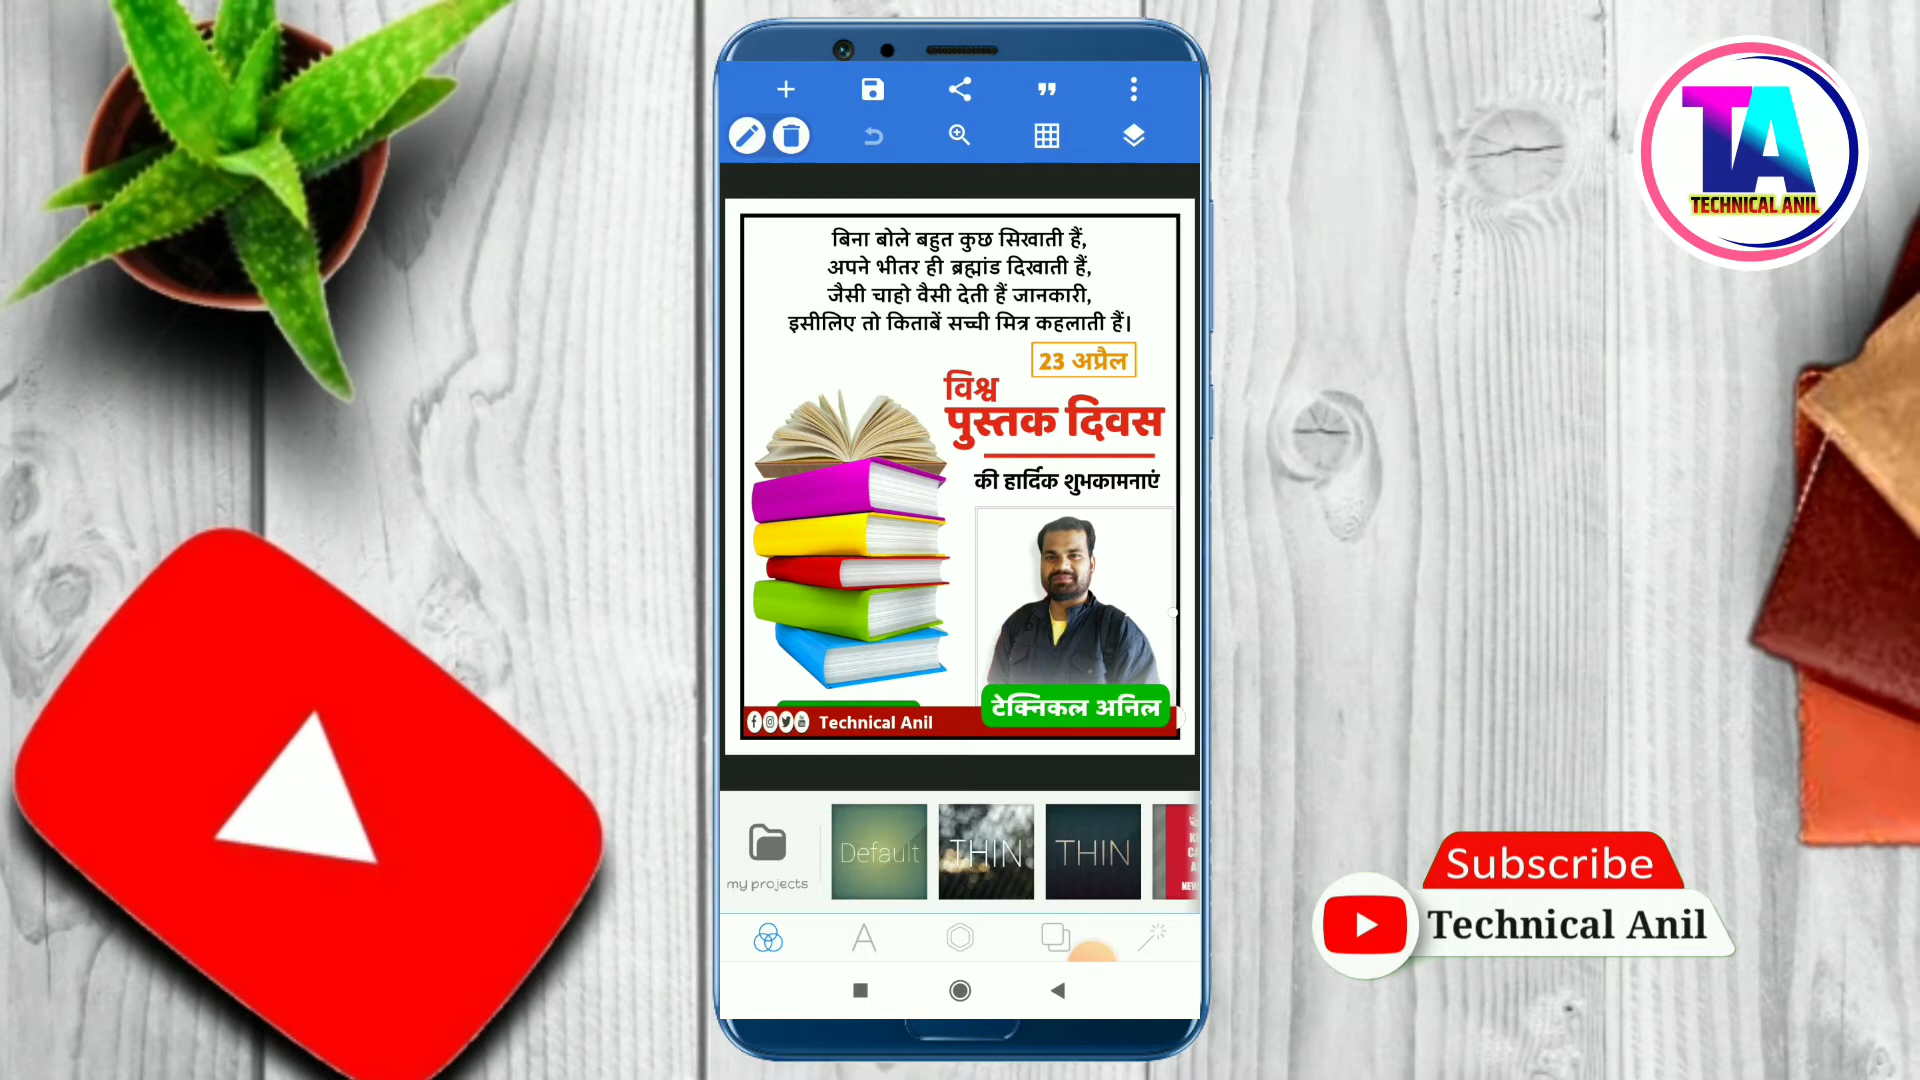 TA
TECHNICAL ANIL
बिना बोले बहुत कुछ सिखाती हैं,
अपने भीतर ही ब्रह्मांड दिखाती हैं,
जैसी चाहो वैसी देती हैं जानकारी,
इसीलिए तो किताबें सच्ची मित्र कहलाती हैं।
23 अप्रैल
विश्व
पुस्तक दिवस
की हार्दिक शुभकामनाएं
टेक्निकल अनिल
Technical Anil
my projects
Default
THIN
THIN
Subscribe
Technical Anil